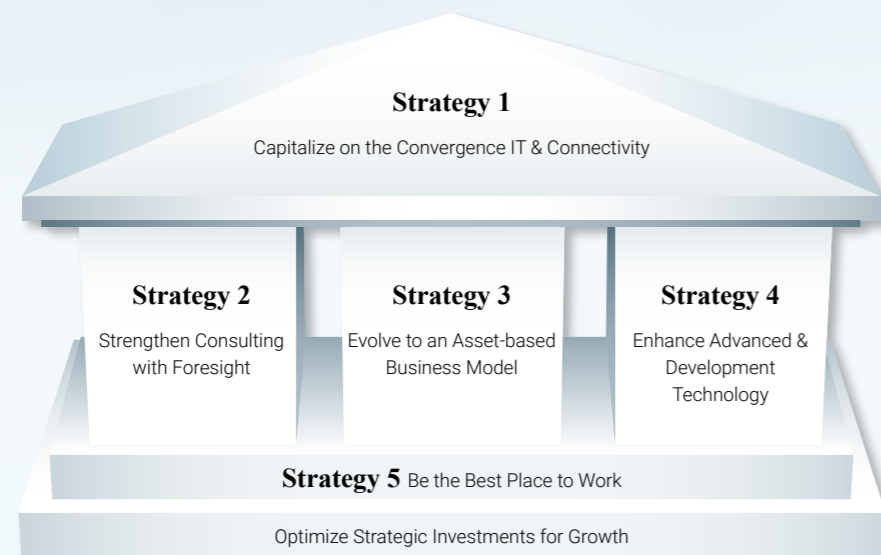 Strategy 1
Capitalize on the Convergence IT & Connectivity
Strategy 2
Strengthen Consulting
with Foresight
Strategy 3
Evolve to an Asset-based
Business Model
Strategy 4
Enhance Advanced &
Development
Technology
Strategy 5 Be the Best Place to Work
Optimize Strategic Investments for Growth